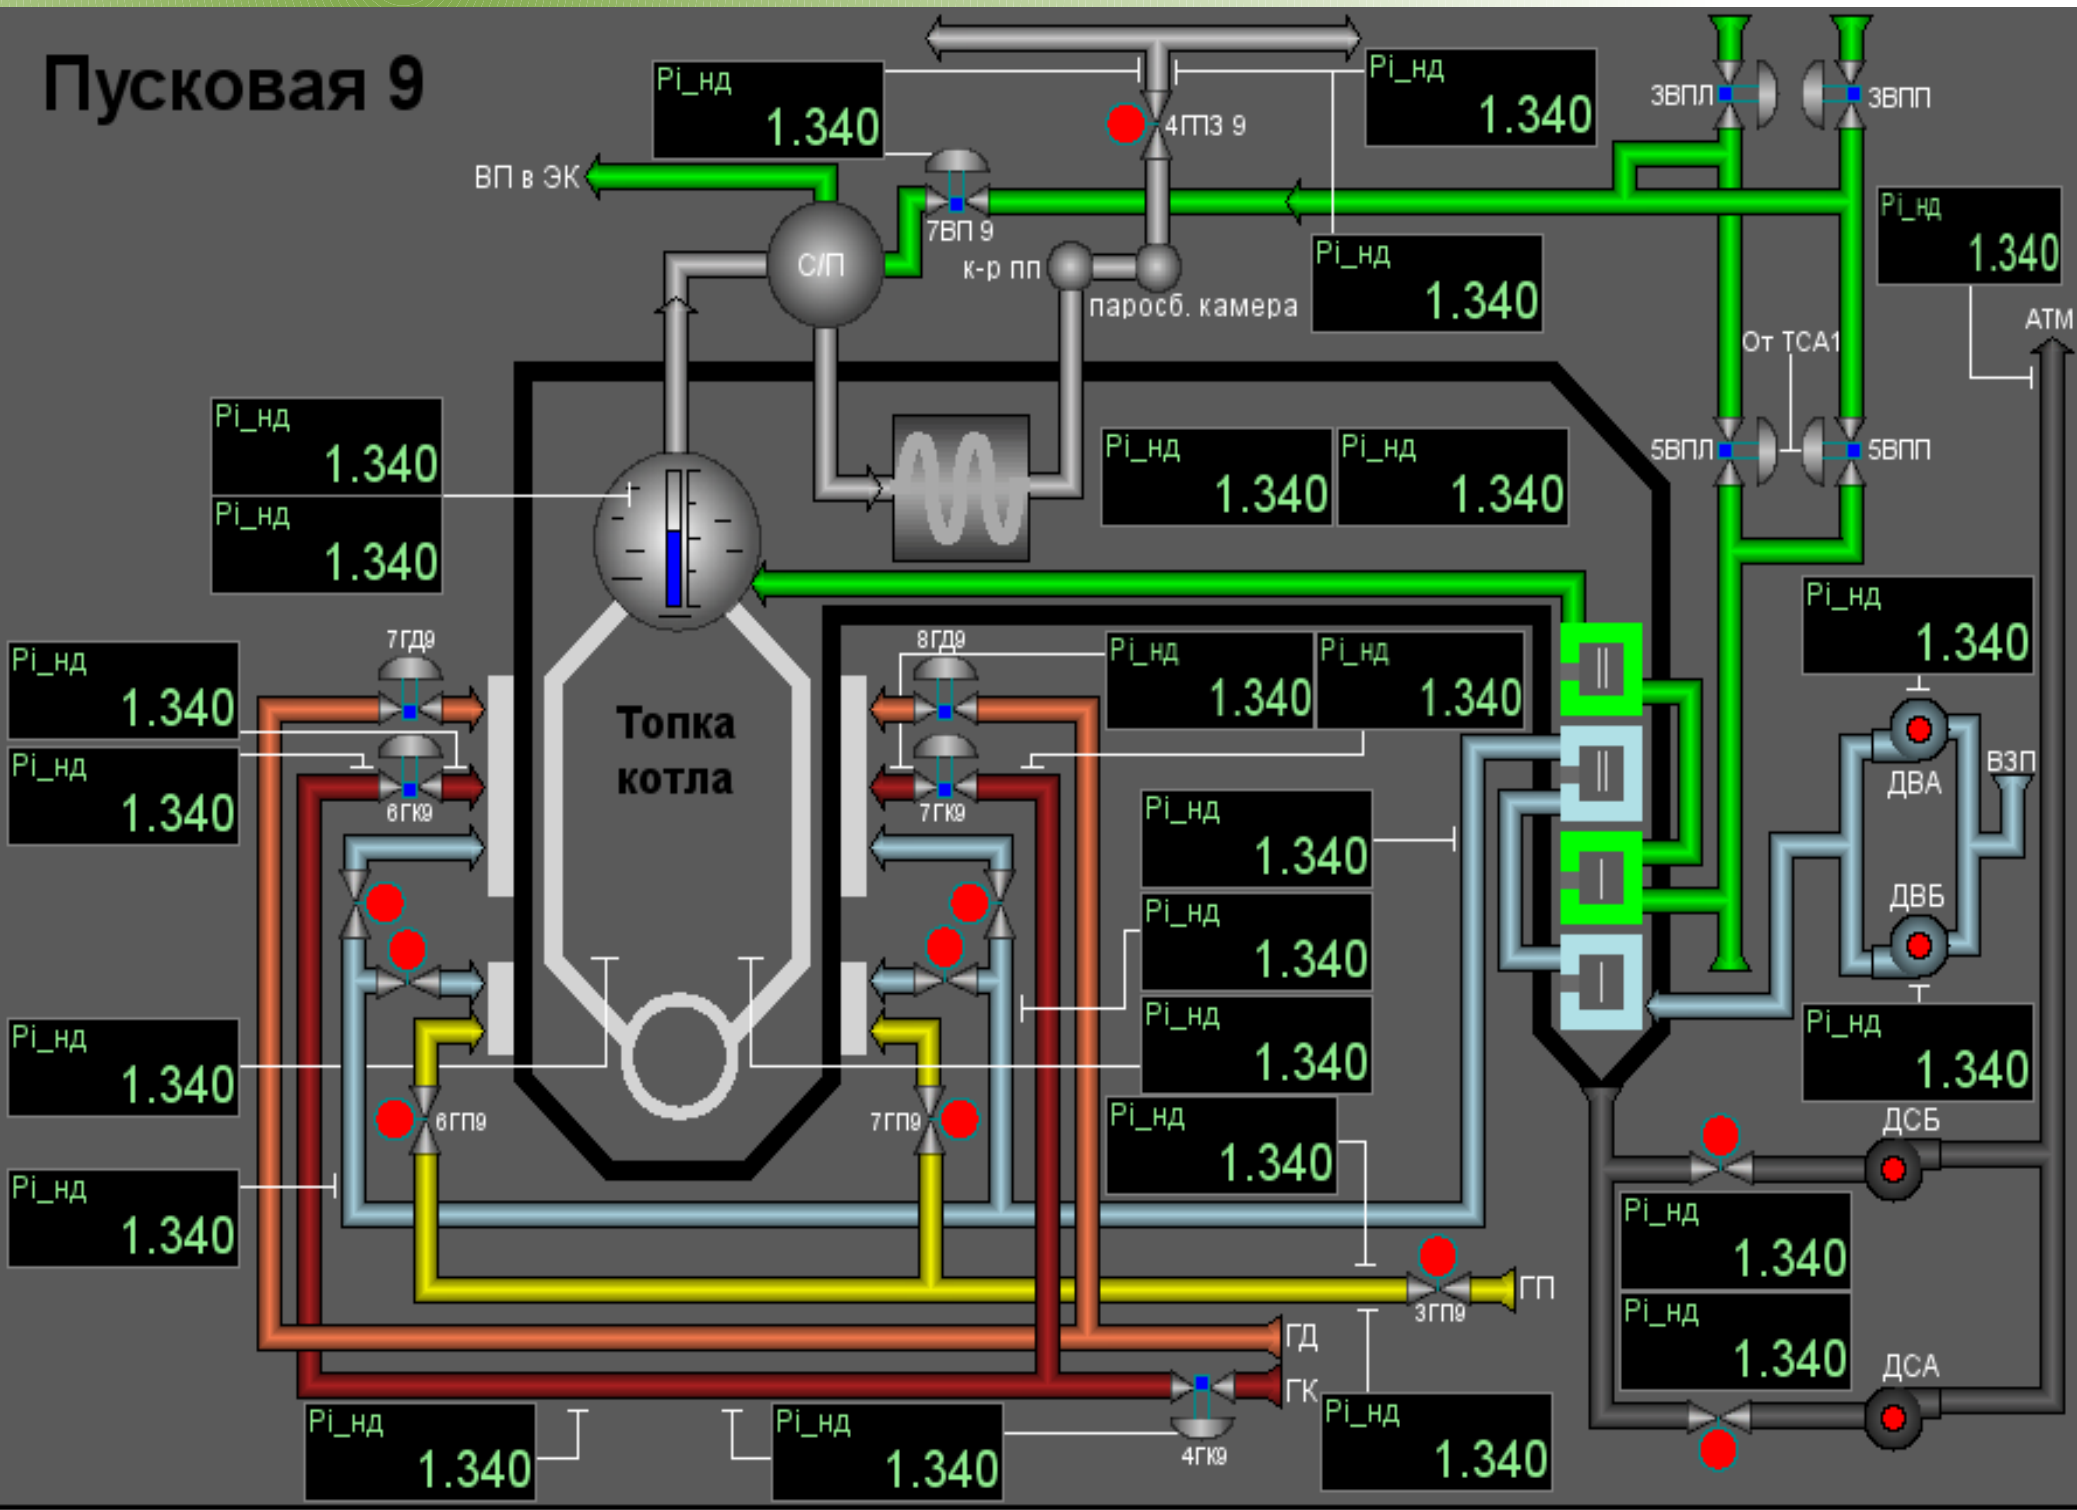 Пусковая 9
Pi_нд
1.340
Pi_нд
1.340
4ГПЗ 9
3ВПЛ
3ВПП
ВП в ЭК
7ВП 9
Pi_нд
1.340
С/П
к-р пп
Pi_нд
1.340
паросб. камера
АТМ
От ТСА1
Pi_нд
1.340
Pi_нд
1.340
Pi_нд
1.340
Pi_нд
1.340
5ВПЛ
5ВПП
Pi_нд
1.340
7ГД9
8ГД9
Pi_нд
1.340
Pi_нд
1.340
Pi_нд
1.340
Топка
котла
ДВА
ВЗП
Pi_нд
1.340
6ГК9
7ГК9
Pi_нд
1.340
ДВБ
Pi_нд
1.340
Pi_нд
1.340
Pi_нд
1.340
Pi_нд
1.340
6ГП9
7ГП9
Pi_нд
1.340
ДСБ
Pi_нд
1.340
Pi_нд
1.340
3ГП9
ГП
Pi_нд
1.340
ГД
ГК
ДСА
Pi_нд
1.340
Pi_нд
1.340
4ГК9
Pi_нд
1.340